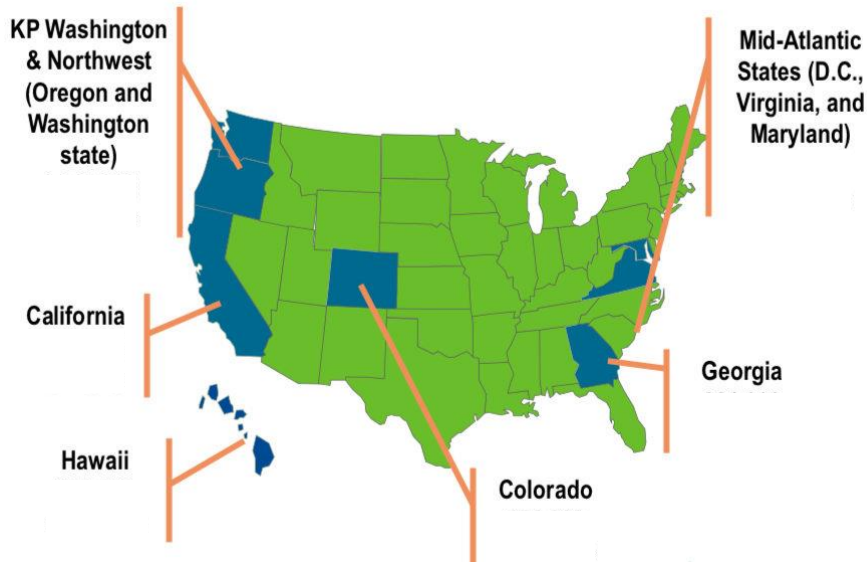 KP Washington
& Northwest
(Oregon and
Washington
state)
Mid-Atlantic
States (D.C.,
Virginia, and
Maryland)
California
Georgia
Hawaii
Colorado